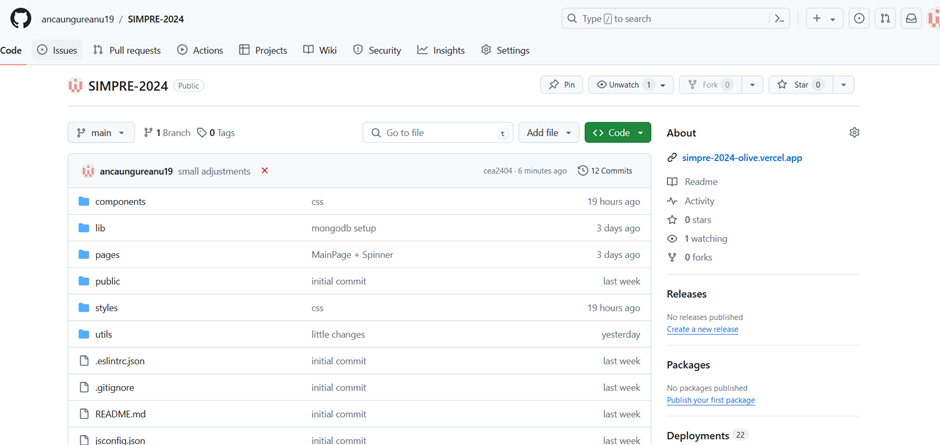 ancaungureanu19 / SIMPRE-2024
Type / to search
Code Issues Pull requests Actions Projects Wiki Security Insights Settings
SIMPRE-2024 Public
Pin Unwatch 1 Fork 0 Star 0
main 1 Branch 0 Tags Go to file t Add file Code
ancaungureanu19 small adjustments cea2404 · 6 minutes ago 12 Commits
components css 19 hours ago
lib mongodb setup 3 days ago
pages MainPage + Spinner 3 days ago
public initial commit last week
styles css 19 hours ago
utils little changes yesterday
.eslintrc.json initial commit last week
.gitignore initial commit last week
README.md initial commit last week
jsconfig.json initial commit last week
About
simpre-2024-olive.vercel.app
Readme
Activity
0 stars
1 watching
0 forks
Releases
No releases published
Create a new release
Packages
No packages published
Publish your first package
Deployments 22